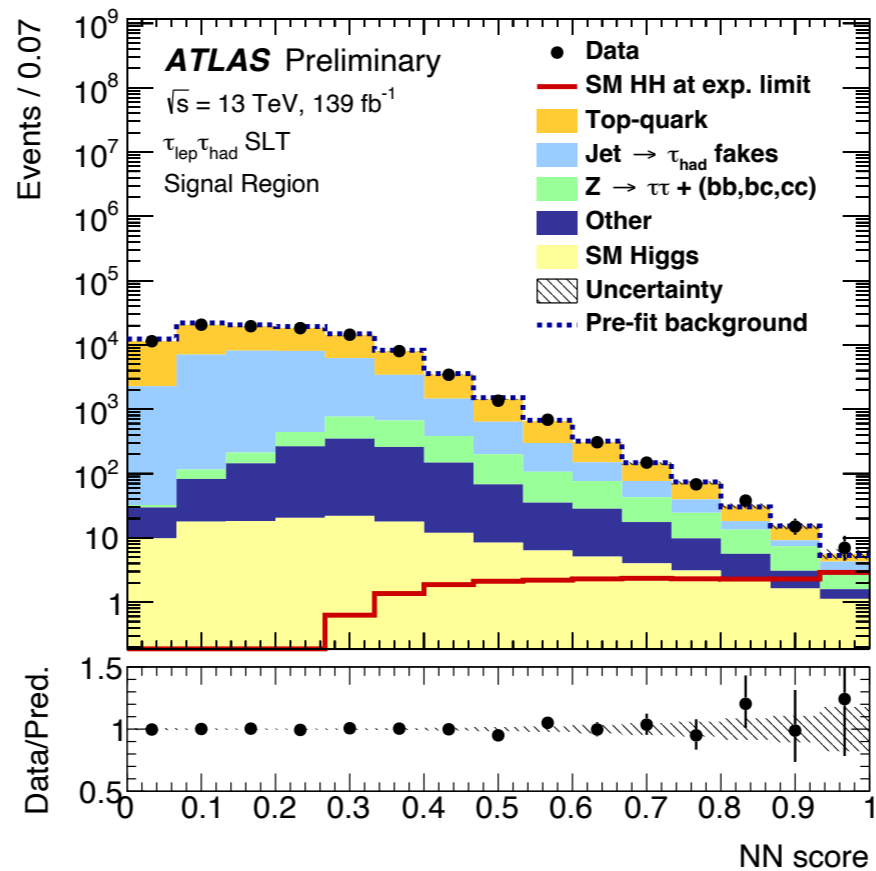 Events / 0.07
10⁹
10⁸
10⁷
10⁶
10⁵
10⁴
10³
10²
10
1
ATLAS Preliminary
√s = 13 TeV, 139 fb⁻¹
τ_lep τ_had SLT
Signal Region
Data
SM HH at exp. limit
Top-quark
Jet → τ_had fakes
Z → ττ + (bb,bc,cc)
Other
SM Higgs
Uncertainty
Pre-fit background
Data/Pred.
1.5
1
0.5
0 0.1 0.2 0.3 0.4 0.5 0.6 0.7 0.8 0.9 1
NN score